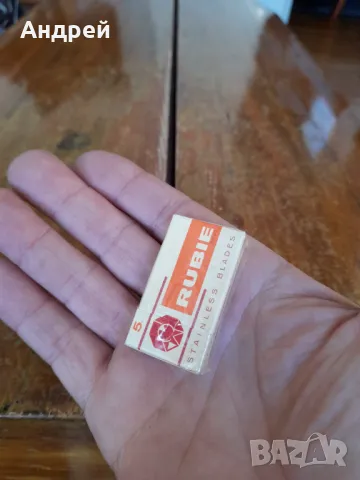 Андрей
5
RUBIE
STAINLESS BLADES
BAZAR